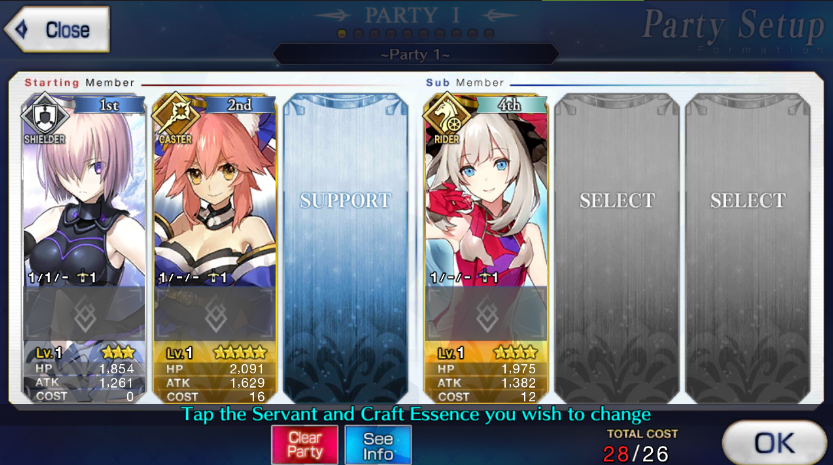 Close
PARTY I
Party Setup
Formation
~Party 1~
Starting Member
Sub Member
1st
2nd
4th
SHIELDER
CASTER
RIDER
SUPPORT
SELECT
SELECT
1/1/- 1
1/-/- 1
1/-/- 1
Lv. 1
HP 1,854
ATK 1,261
COST 0
Lv. 1
HP 2,091
ATK 1,629
COST 16
Lv. 1
HP 1,975
ATK 1,382
COST 12
Tap the Servant and Craft Essence you wish to change
Clear
Party
See
Info
TOTAL COST
28/26
OK